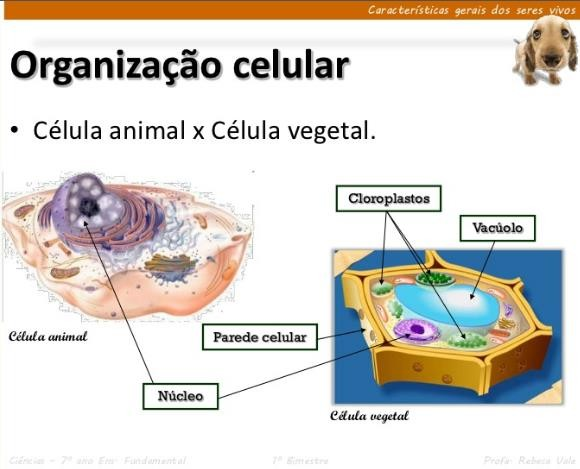 Características gerais dos seres vivos
Organização celular
• Célula animal x Célula vegetal.
Cloroplastos
Vacúolo
Célula animal
Parede celular
Núcleo
Célula vegetal
Ciências - 7º ano Ens. Fundamental
1º Bimestre
Profa. Rebeca Vale